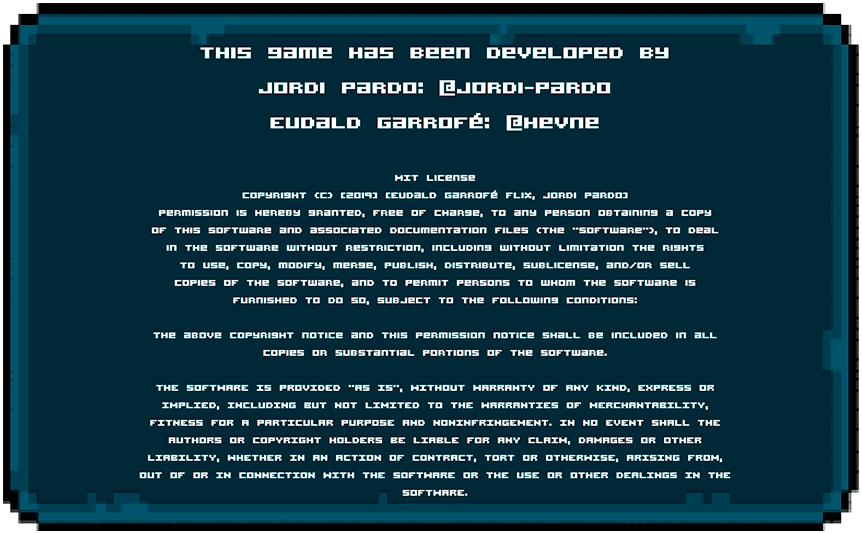 THIS GAME HAS BEEN DEVELOPED BY
JORDI PARDO: @JORDI-PARDO
EUDALD GARROFÉ: @HEVNE
MIT LICENSE
COPYRIGHT (C) [2019] [EUDALD GARROFÉ FLIX, JORDI PARDO]
PERMISSION IS HEREBY GRANTED, FREE OF CHARGE, TO ANY PERSON OBTAINING A COPY
OF THIS SOFTWARE AND ASSOCIATED DOCUMENTATION FILES (THE "SOFTWARE"), TO DEAL
IN THE SOFTWARE WITHOUT RESTRICTION, INCLUDING WITHOUT LIMITATION THE RIGHTS
TO USE, COPY, MODIFY, MERGE, PUBLISH, DISTRIBUTE, SUBLICENSE, AND/OR SELL
COPIES OF THE SOFTWARE, AND TO PERMIT PERSONS TO WHOM THE SOFTWARE IS
FURNISHED TO DO SO, SUBJECT TO THE FOLLOWING CONDITIONS:
THE ABOVE COPYRIGHT NOTICE AND THIS PERMISSION NOTICE SHALL BE INCLUDED IN ALL
COPIES OR SUBSTANTIAL PORTIONS OF THE SOFTWARE.
THE SOFTWARE IS PROVIDED "AS IS", WITHOUT WARRANTY OF ANY KIND, EXPRESS OR
IMPLIED, INCLUDING BUT NOT LIMITED TO THE WARRANTIES OF MERCHANTABILITY,
FITNESS FOR A PARTICULAR PURPOSE AND NONINFRINGEMENT. IN NO EVENT SHALL THE
AUTHORS OR COPYRIGHT HOLDERS BE LIABLE FOR ANY CLAIM, DAMAGES OR OTHER
LIABILITY, WHETHER IN AN ACTION OF CONTRACT, TORT OR OTHERWISE, ARISING FROM,
OUT OF OR IN CONNECTION WITH THE SOFTWARE OR THE USE OR OTHER DEALINGS IN THE
SOFTWARE.